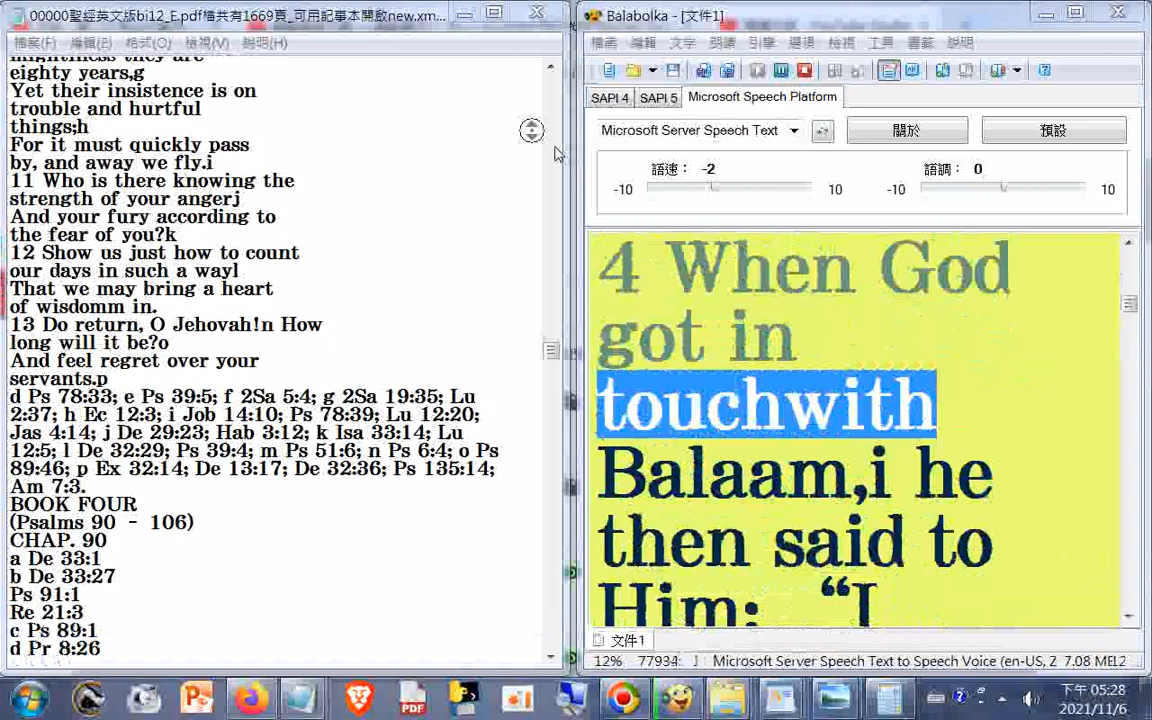 00000聖經英文版bi12_E.pdf檔共有1669頁_可用記事本開啟new.xm...
檔案(F) 編輯(E) 格式(O) 檢視(V) 說明(H)
mightiness they are
eighty years,g
Yet their insistence is on
trouble and hurtful
things;h
For it must quickly pass
by, and away we fly.i
11 Who is there knowing the
strength of your angerj
And your fury according to
the fear of you?k
12 Show us just how to count
our days in such a wayl
That we may bring a heart
of wisdomm in.
13 Do return, O Jehovah!n How
long will it be?o
And feel regret over your
servants.p
d Ps 78:33; e Ps 39:5; f 2Sa 5:4; g 2Sa 19:35; Lu
2:37; h Ec 12:3; i Job 14:10; Ps 78:39; Lu 12:20;
Jas 4:14; j De 29:23; Hab 3:12; k Isa 33:14; Lu
12:5; l De 32:29; Ps 39:4; m Ps 51:6; n Ps 6:4; o Ps
89:46; p Ex 32:14; De 13:17; De 32:36; Ps 135:14;
Am 7:3.
BOOK FOUR
(Psalms 90 – 106)
CHAP. 90
a De 33:1
b De 33:27
Ps 91:1
Re 21:3
c Ps 89:1
d Pr 8:26
Balabolka - [文件1]
檔案 編輯 文字 朗讀 引擎 選項 檢視 工具 書籤 說明
SAPI 4 SAPI 5 Microsoft Speech Platform
Microsoft Server Speech Text 關於 預設
語速： -2 語調： 0
-10 10 -10 10
4 When God
got in
touchwith
Balaam,i he
then said to
Him: “I
文件1
12% 77934: Microsoft Server Speech Text to Speech Voice (en-US, Z 7.08 ME12
PDF
下午 05:28
2021/11/6